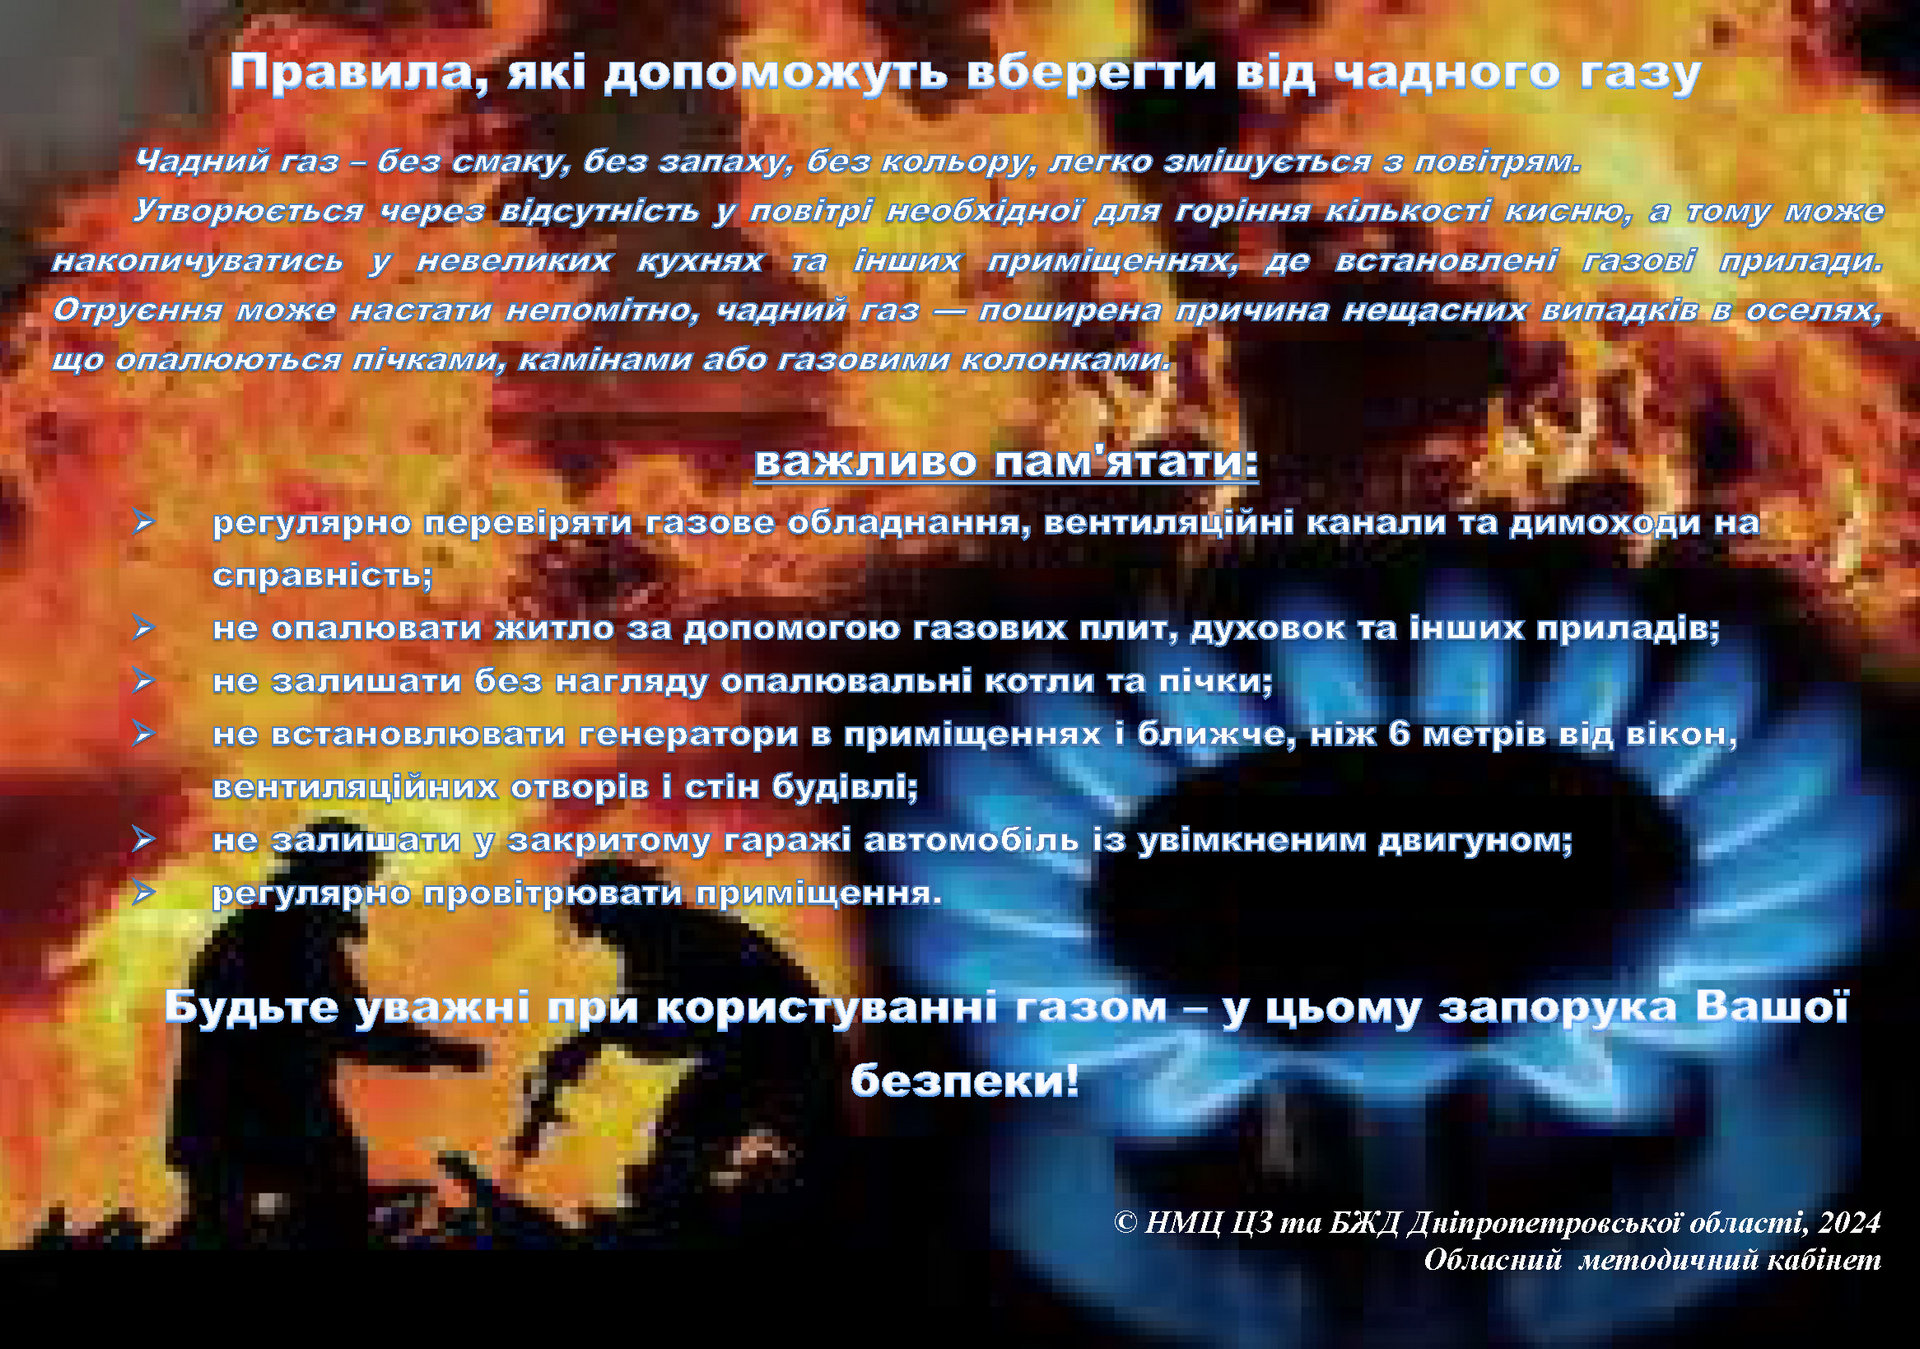 Правила, які допоможуть вберегти від чадного газу
Чадний газ – без смаку, без запаху, без кольору, легко змішується з повітрям.
Утворюється через відсутність у повітрі необхідної для горіння кількості кисню, а тому може
накопичуватись у невеликих кухнях та інших приміщеннях, де встановлені газові прилади.
Отруєння може настати непомітно, чадний газ — поширена причина нещасних випадків в оселях,
що опалюються пічками, камінами або газовими колонками.
важливо пам'ятати:
➢ регулярно перевіряти газове обладнання, вентиляційні канали та димоходи на
справність;
➢ не опалювати житло за допомогою газових плит, духовок та інших приладів;
➢ не залишати без нагляду опалювальні котли та пічки;
➢ не встановлювати генератори в приміщеннях і ближче, ніж 6 метрів від вікон,
вентиляційних отворів і стін будівлі;
➢ не залишати у закритому гаражі автомобіль із увімкненим двигуном;
➢ регулярно провітрювати приміщення.
Будьте уважні при користуванні газом – у цьому запорука Вашої
безпеки!
© НМЦ ЦЗ та БЖД Дніпропетровської області, 2024
Обласний методичний кабінет